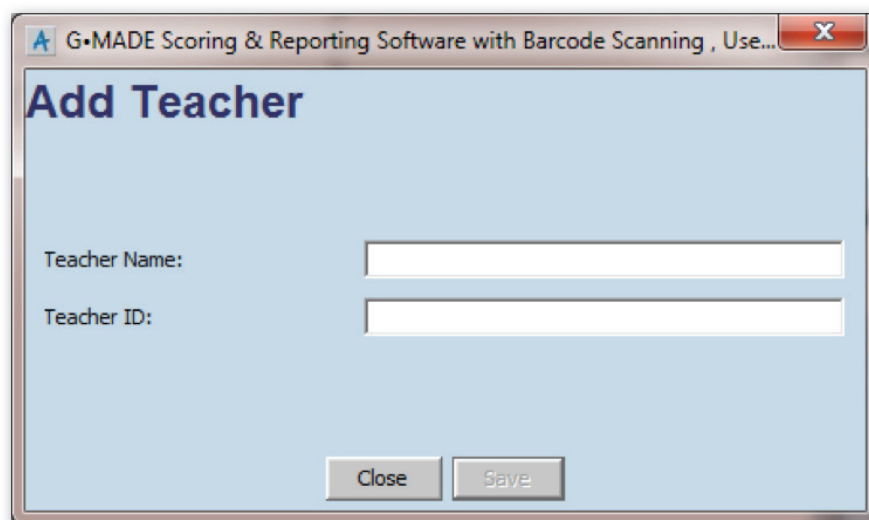 G•MADE Scoring & Reporting Software with Barcode Scanning , Use...
Add Teacher
Teacher Name:
Teacher ID:
Close Save